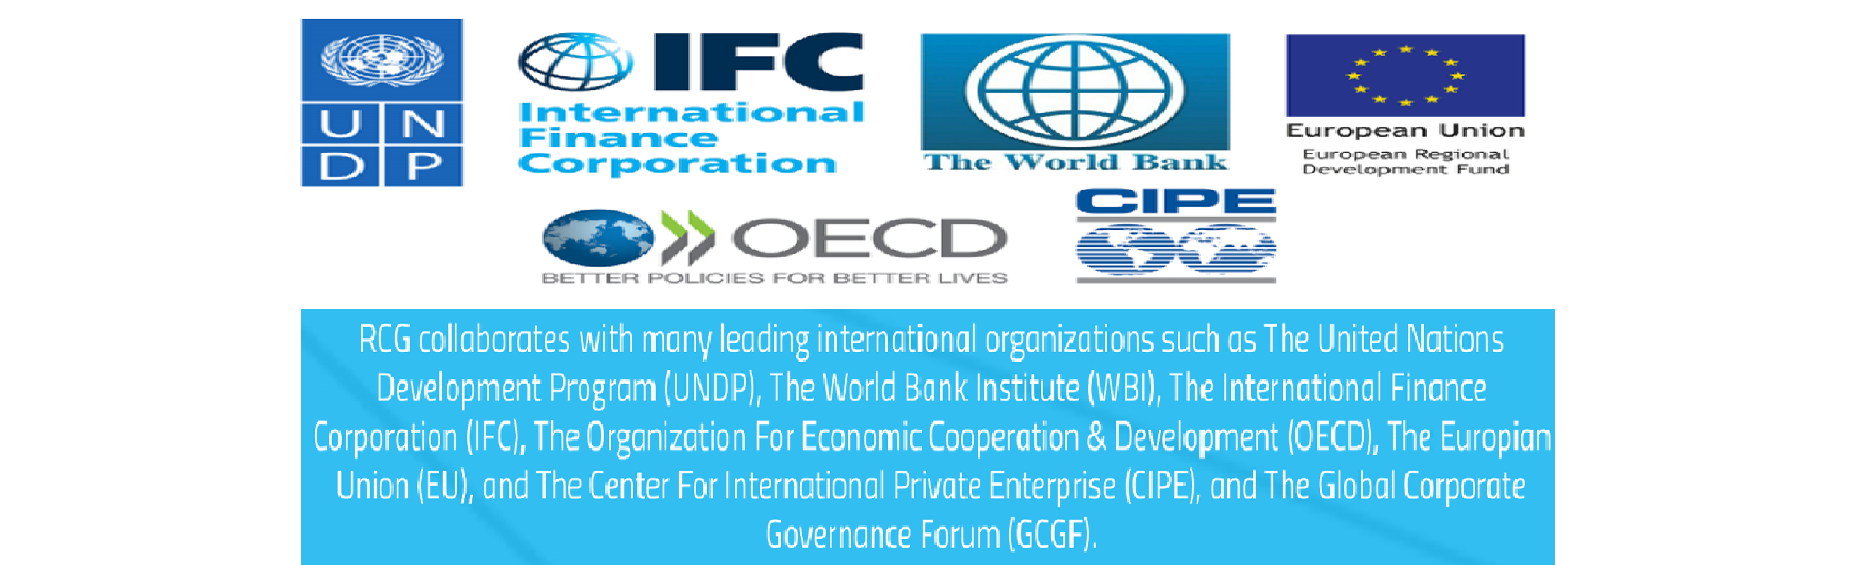 UN
DP
IFC
International
Finance
Corporation
The World Bank
European Union
European Regional
Development Fund
OECD
BETTER POLICIES FOR BETTER LIVES
CIPE
RCG collaborates with many leading international organizations such as The United Nations
Development Program (UNDP), The World Bank Institute (WBI), The International Finance
Corporation (IFC), The Organization For Economic Cooperation & Development (OECD), The Europian
Union (EU), and The Center For International Private Enterprise (CIPE), and The Global Corporate
Governance Forum (GCGF).